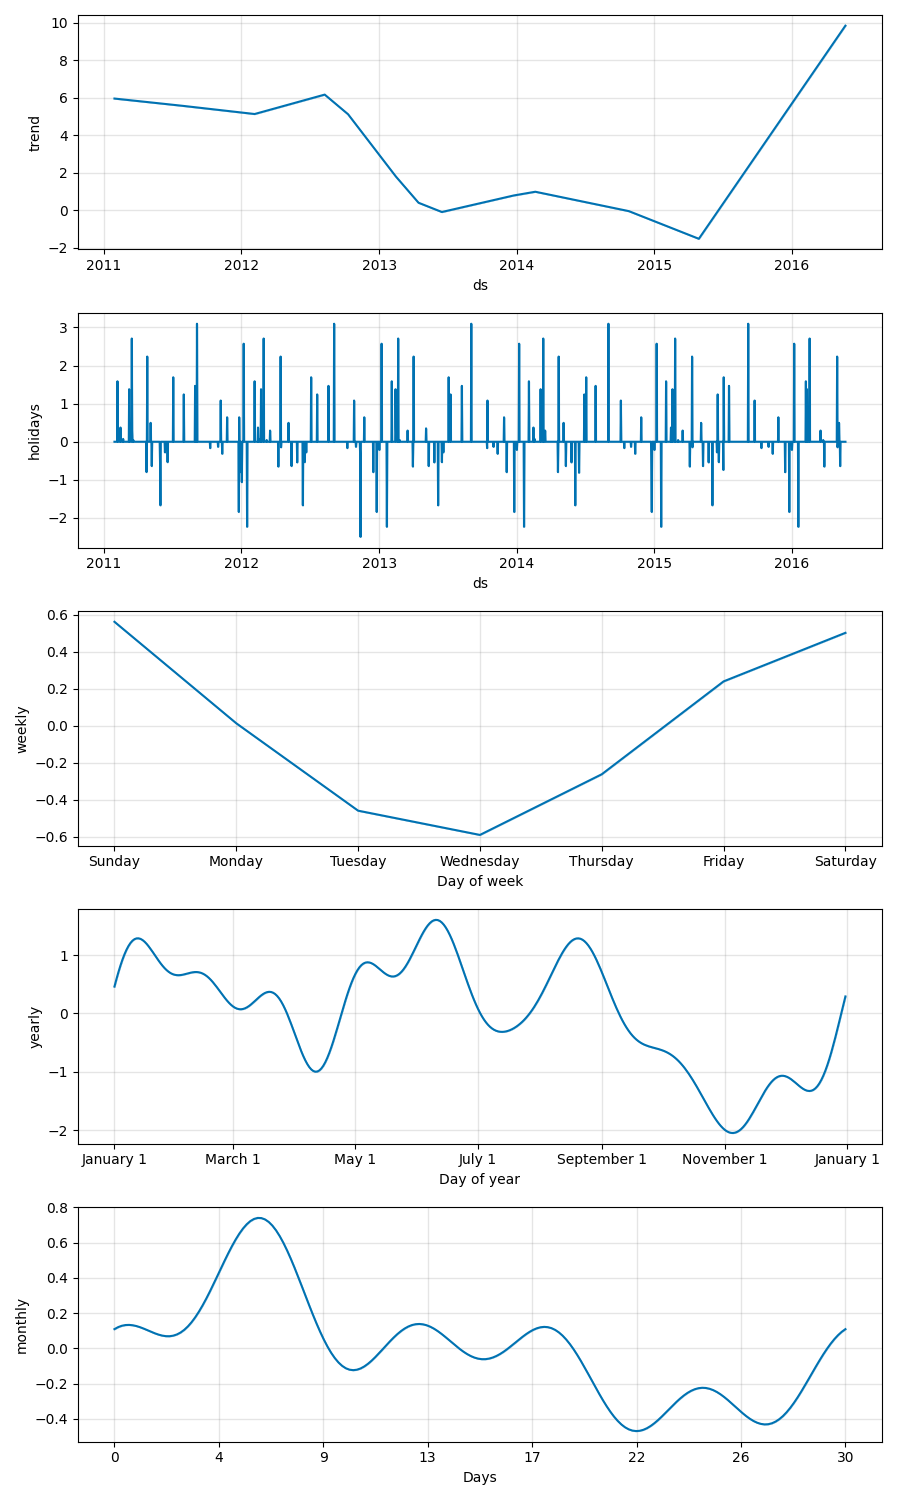 10
8
6
4
2
0
−2
trend
2011 2012 2013 2014 2015 2016
ds
3
2
1
0
−1
−2
holidays
2011 2012 2013 2014 2015 2016
ds
0.6
0.4
0.2
0.0
−0.2
−0.4
−0.6
weekly
Sunday Monday Tuesday Wednesday Thursday Friday Saturday
Day of week
1
0
−1
−2
yearly
January 1 March 1 May 1 July 1 September 1 November 1 January 1
Day of year
0.8
0.6
0.4
0.2
0.0
−0.2
−0.4
monthly
0 4 9 13 17 22 26 30
Days